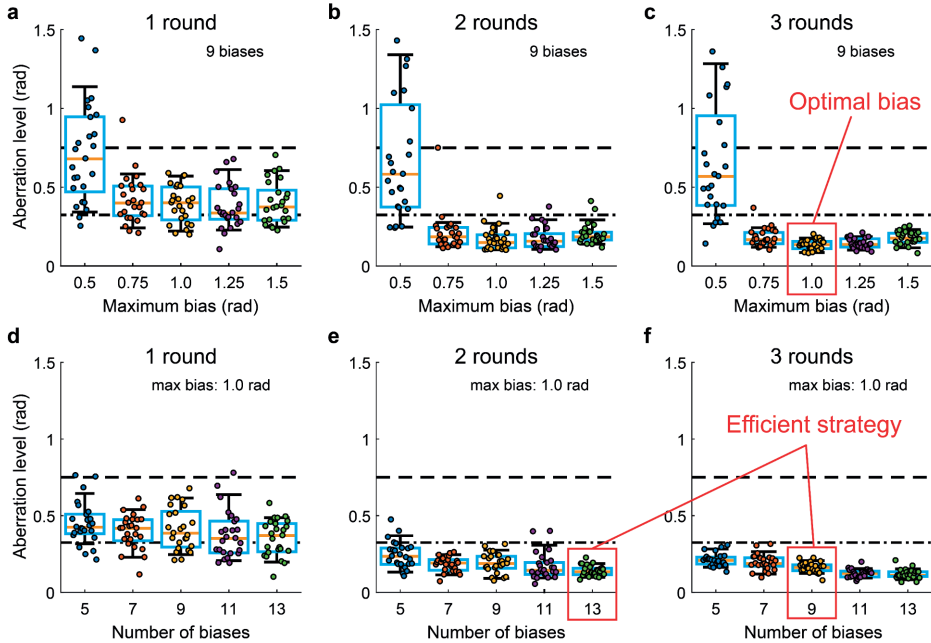 a
1 round
9 biases
Aberration level (rad)
1.5
1
0.5
0
0.5 0.75 1.0 1.25 1.5
Maximum bias (rad)
b
2 rounds
9 biases
1.5
1
0.5
0
0.5 0.75 1.0 1.25 1.5
Maximum bias (rad)
c
3 rounds
9 biases
Optimal bias
1.5
1
0.5
0
0.5 0.75 1.0 1.25 1.5
Maximum bias (rad)
d
1 round
max bias: 1.0 rad
Aberration level (rad)
1.5
1
0.5
0
5 7 9 11 13
Number of biases
e
2 rounds
max bias: 1.0 rad
1.5
1
0.5
0
5 7 9 11 13
Number of biases
f
3 rounds
max bias: 1.0 rad
Efficient strategy
1.5
1
0.5
0
5 7 9 11 13
Number of biases